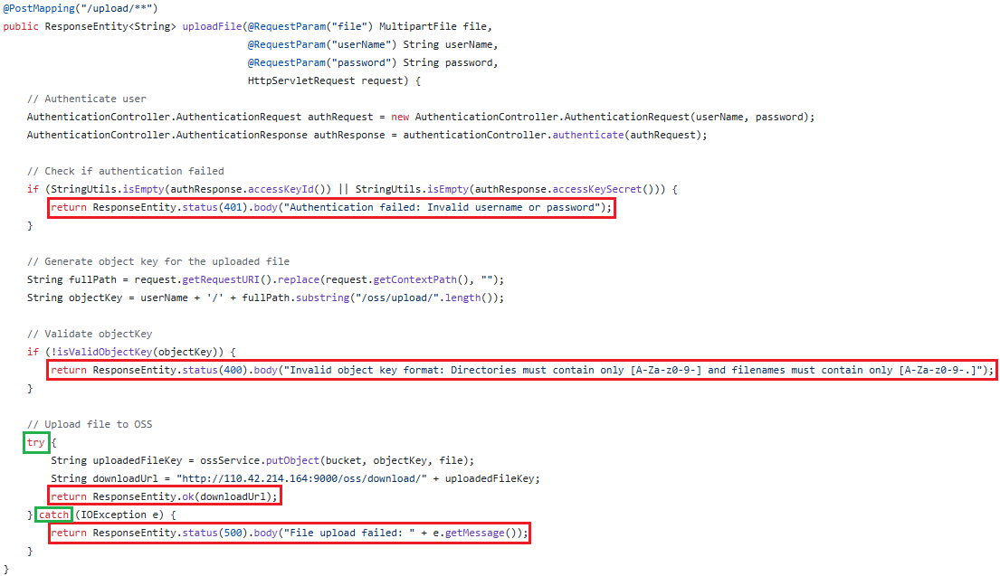 @PostMapping("/upload/**")
public ResponseEntity<String> uploadFile(@RequestParam("file") MultipartFile file,
                                         @RequestParam("userName") String userName,
                                         @RequestParam("password") String password,
                                         HttpServletRequest request) {
    // Authenticate user
    AuthenticationController.AuthenticationRequest authRequest = new AuthenticationController.AuthenticationRequest(userName, password);
    AuthenticationController.AuthenticationResponse authResponse = authenticationController.authenticate(authRequest);

    // Check if authentication failed
    if (StringUtils.isEmpty(authResponse.accessKeyId()) || StringUtils.isEmpty(authResponse.accessKeySecret())) {
        return ResponseEntity.status(401).body("Authentication failed: Invalid username or password");
    }

    // Generate object key for the uploaded file
    String fullPath = request.getRequestURI().replace(request.getContextPath(), "");
    String objectKey = userName + '/' + fullPath.substring("/oss/upload/".length());

    // Validate objectKey
    if (!isValidObjectKey(objectKey)) {
        return ResponseEntity.status(400).body("Invalid object key format: Directories must contain only [A-Za-z0-9-] and filenames must contain only [A-Za-z0-9-.]");
    }

    // Upload file to OSS
    try {
        String uploadedFileKey = ossService.putObject(bucket, objectKey, file);
        String downloadUrl = "http://110.42.214.164:9000/oss/download/" + uploadedFileKey;
        return ResponseEntity.ok(downloadUrl);
    } catch (IOException e) {
        return ResponseEntity.status(500).body("File upload failed: " + e.getMessage());
    }
}